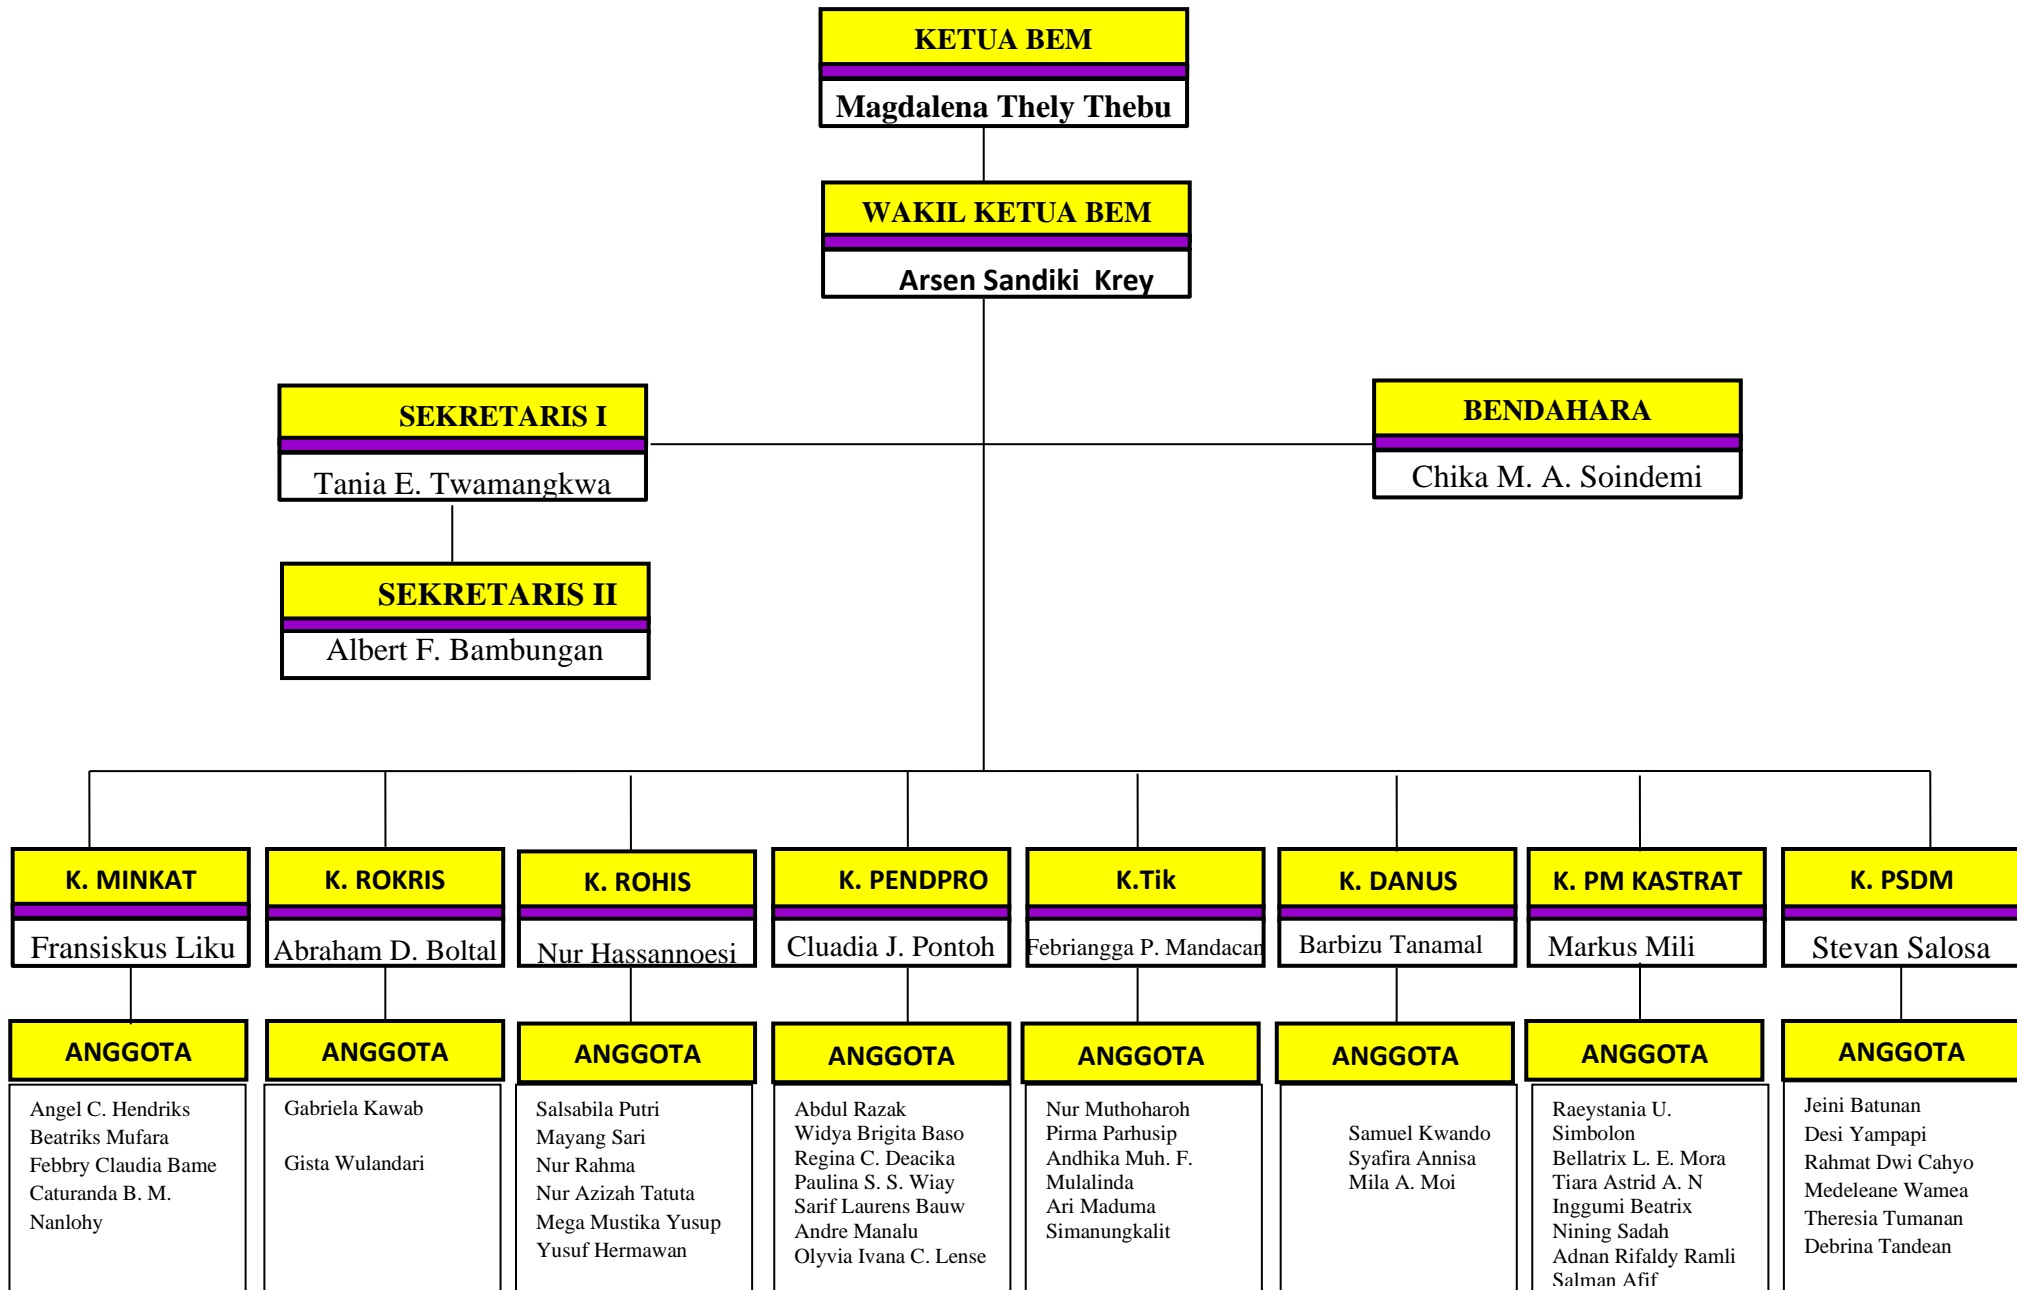 KETUA BEM
Magdalena Thely Thebu
WAKIL KETUA BEM
Arsen Sandiki  Krey
SEKRETARIS I
Tania E. Twamangkwa
BENDAHARA
Chika M. A. Soindemi
SEKRETARIS II
Albert F. Bambungan
K. MINKAT
Fransiskus Liku
ANGGOTA
Angel C. Hendriks
Beatriks Mufara
Febbry Claudia Bame
Caturanda B. M.
Nanlohy
K. ROKRIS
Abraham D. Boltal
ANGGOTA
Gabriela Kawab
Gista Wulandari
K. ROHIS
Nur Hassannoesi
ANGGOTA
Salsabila Putri
Mayang Sari
Nur Rahma
Nur Azizah Tatuta
Mega Mustika Yusup
Yusuf Hermawan
K. PENDPRO
Cluadia J. Pontoh
ANGGOTA
Abdul Razak
Widya Brigita Baso
Regina C. Deacika
Paulina S. S. Wiay
Sarif Laurens Bauw
Andre Manalu
Olyvia Ivana C. Lense
K.Tik
Febriangga P. Mandacan
ANGGOTA
Nur Muthoharoh
Pirma Parhusip
Andhika Muh. F.
Mulalinda
Ari Maduma
Simanungkalit
K. DANUS
Barbizu Tanamal
ANGGOTA
Samuel Kwando
Syafira Annisa
Mila A. Moi
K. PM KASTRAT
Markus Mili
ANGGOTA
Raeystania U.
Simbolon
Bellatrix L. E. Mora
Tiara Astrid A. N
Inggumi Beatrix
Nining Sadah
Adnan Rifaldy Ramli
Salman Afif
K. PSDM
Stevan Salosa
ANGGOTA
Jeini Batunan
Desi Yampapi
Rahmat Dwi Cahyo
Medeleane Wamea
Theresia Tumanan
Debrina Tandean